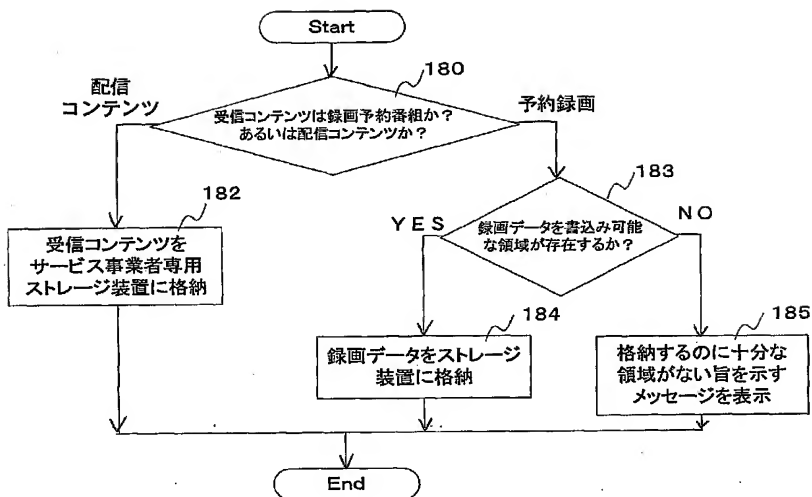 Start
180
配信
コンテンツ
受信コンテンツは録画予約番組か?
あるいは配信コンテンツか?
予約録画
183
182
YES
録画データを書込み可能
な領域が存在するか?
NO
受信コンテンツを
サービス事業者専用
ストレージ装置に格納
184
185
録画データをストレージ
装置に格納
格納するのに十分な
領域がない旨を示す
メッセージを表示
End